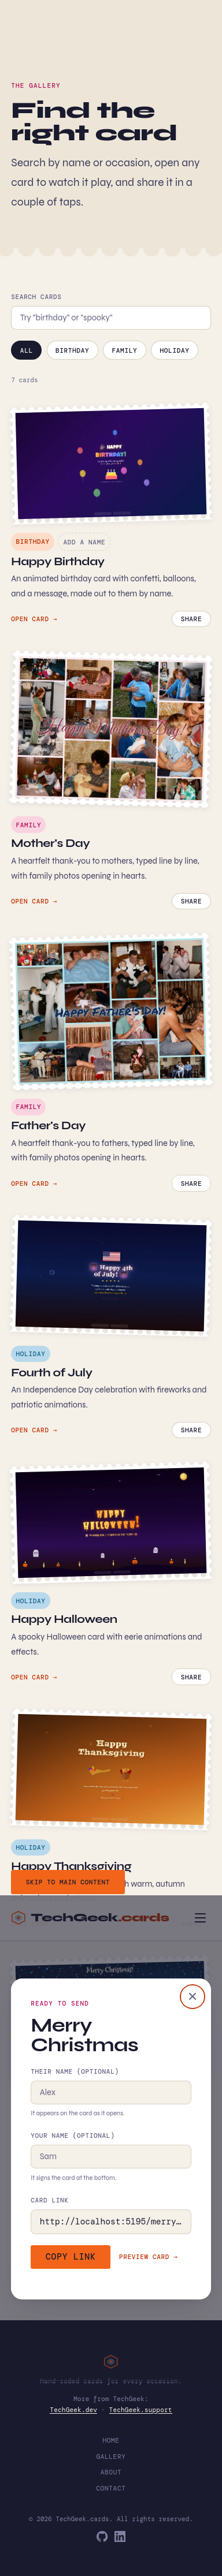 THE GALLERY
Find the
right card
Search by name or occasion, open any
card to watch it play, and share it in a
couple of taps.
SEARCH CARDS
Try "birthday" or "spooky"
ALL
BIRTHDAY
FAMILY
HOLIDAY
7 cards
HAPPY
BIRTHDAY!
BIRTHDAY
ADD A NAME
Happy Birthday
An animated birthday card with confetti, balloons,
and a message, made out to them by name.
OPEN CARD →
SHARE
Happy Mother's Day!
FAMILY
Mother's Day
A heartfelt thank-you to mothers, typed line by line,
with family photos opening in hearts.
OPEN CARD →
SHARE
HAPPY FATHER'S DAY!
FAMILY
Father's Day
A heartfelt thank-you to fathers, typed line by line,
with family photos opening in hearts.
OPEN CARD →
SHARE
Happy 4th
of July!
HOLIDAY
Fourth of July
An Independence Day celebration with fireworks and
patriotic animations.
OPEN CARD →
SHARE
HAPPY
HALLOWEEN!
HOLIDAY
Happy Halloween
A spooky Halloween card with eerie animations and
effects.
OPEN CARD →
SHARE
Happy
Thanksgiving
HOLIDAY
Happy Thanksgiving
SKIP TO MAIN CONTENT
warm, autumn
TechGeek.cards
Merry Christmas!
READY TO SEND
Merry
Christmas
THEIR NAME (OPTIONAL)
Alex
It appears on the card as it opens.
YOUR NAME (OPTIONAL)
Sam
It signs the card at the bottom.
CARD LINK
http://localhost:5195/merry…
COPY LINK
PREVIEW CARD →
Hand-coded cards for every occasion.
More from TechGeek:
TechGeek.dev · TechGeek.support
HOME
GALLERY
ABOUT
CONTACT
© 2026 TechGeek.cards. All rights reserved.